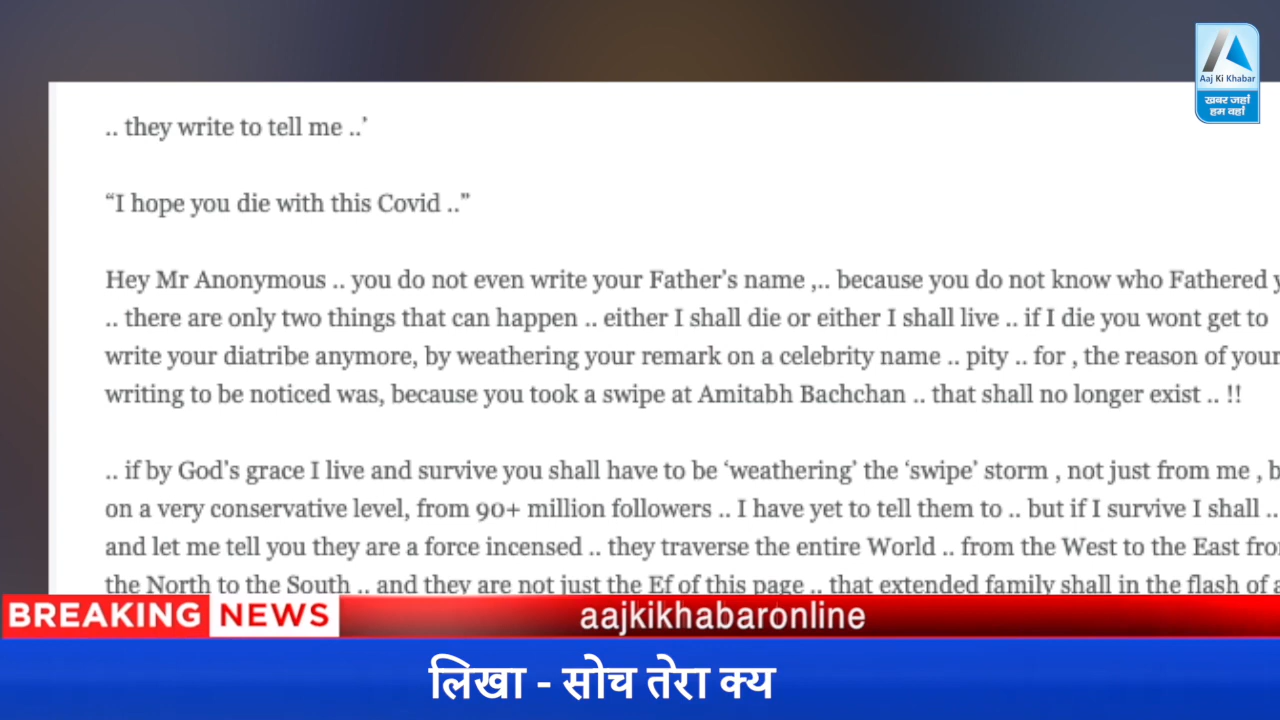 Aaj Ki Khabar
खबर जहां
हम वहां
.. they write to tell me ..’
“I hope you die with this Covid ..”
Hey Mr Anonymous .. you do not even write your Father’s name ,.. because you do not know who Fathered
.. there are only two things that can happen .. either I shall die or either I shall live .. if I die you wont get to
write your diatribe anymore, by weathering your remark on a celebrity name .. pity .. for , the reason of your
writing to be noticed was, because you took a swipe at Amitabh Bachchan .. that shall no longer exist .. !!
.. if by God’s grace I live and survive you shall have to be ‘weathering’ the ‘swipe’ storm , not just from me ,
on a very conservative level, from 90+ million followers .. I have yet to tell them to .. but if I survive I shall ..
and let me tell you they are a force incensed .. they traverse the entire World .. from the West to the East
the North to the South .. and they are not just the Ef of this page .. that extended family shall in the flash of
BREAKING NEWS
aajkikhabaronline
लिखा - सोच तेरा क्य